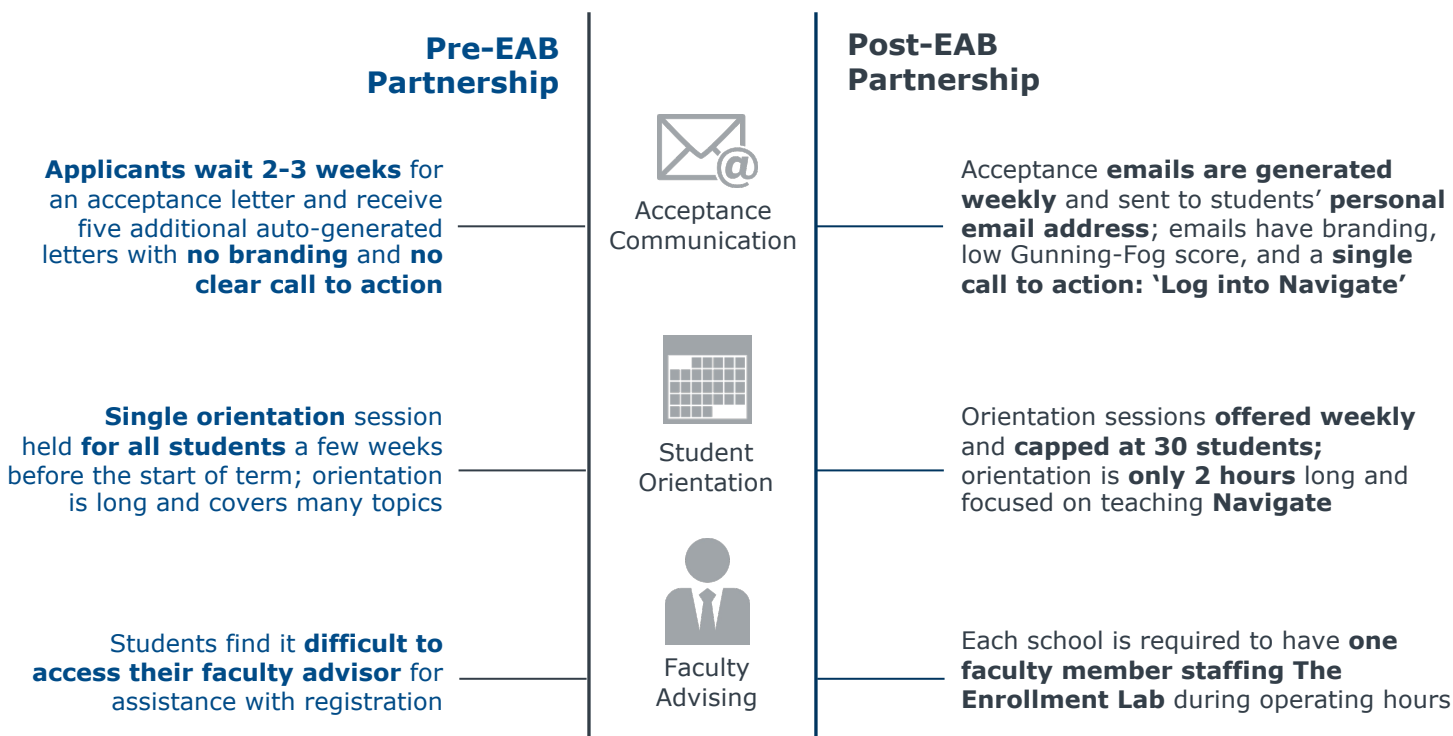 Pre-EAB
Partnership
Post-EAB
Partnership
Applicants wait 2-3 weeks for
an acceptance letter and receive
five additional auto-generated
letters with no branding and no
clear call to action
@
Acceptance
Communication
Acceptance emails are generated
weekly and sent to students’ personal
email address; emails have branding,
low Gunning-Fog score, and a single
call to action: ‘Log into Navigate’
Single orientation session
held for all students a few weeks
before the start of term; orientation
is long and covers many topics
Student
Orientation
Orientation sessions offered weekly
and capped at 30 students;
orientation is only 2 hours long and
focused on teaching Navigate
Students find it difficult to
access their faculty advisor for
assistance with registration
Faculty
Advising
Each school is required to have one
faculty member staffing The
Enrollment Lab during operating hours